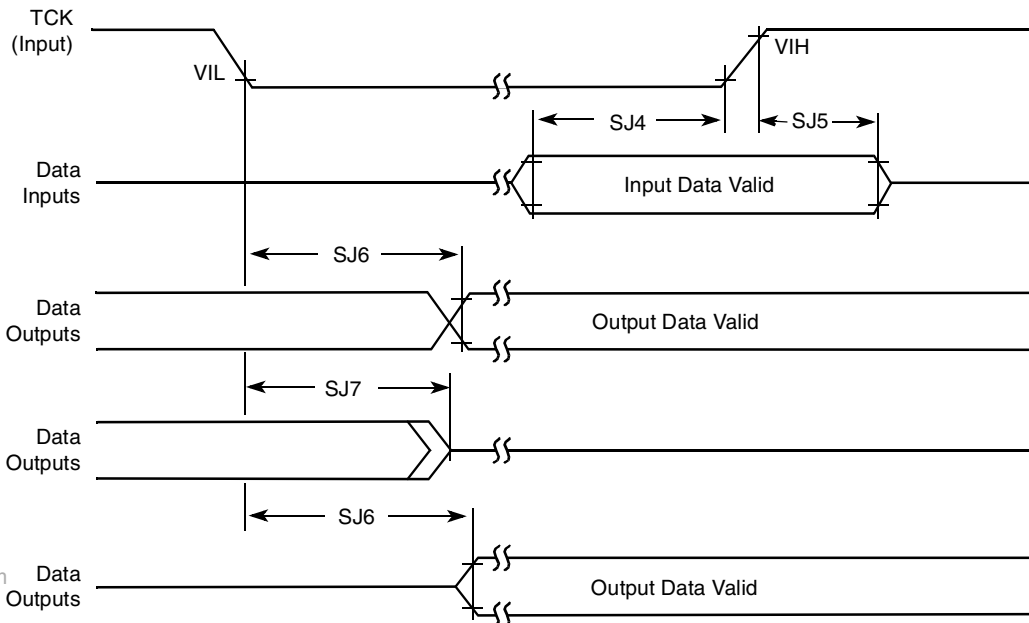 TCK
(Input)
VIL
VIH
SJ4
SJ5
Data
Inputs
Input Data Valid
SJ6
Data
Outputs
Output Data Valid
SJ7
Data
Outputs
SJ6
Data
Outputs
Output Data Valid